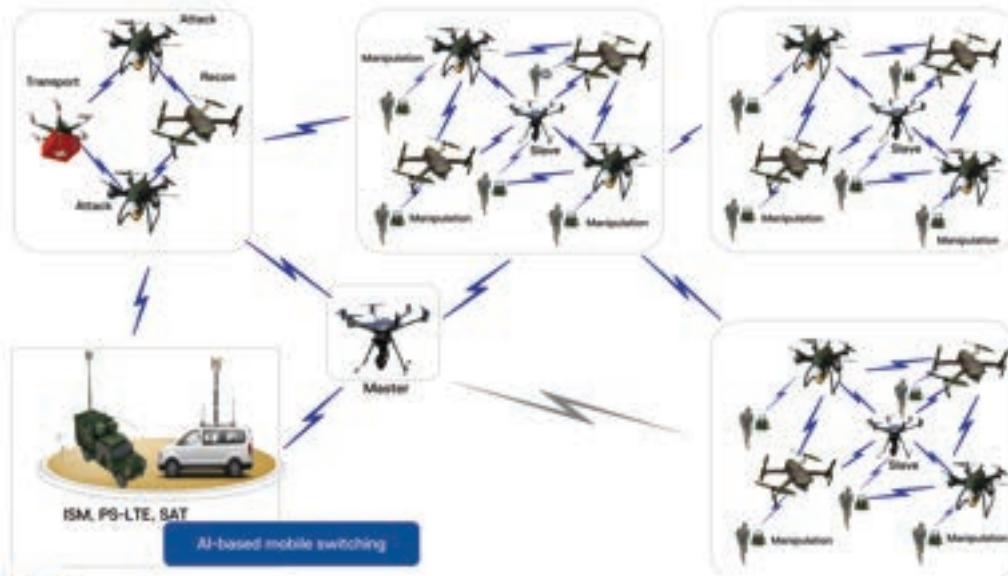 Attack
Transport
Recon
Attack
Manipulation
Slave
Manipulation
Manipulation
Slave
Manipulation
Manipulation
Master
Slave
Manipulation
Manipulation
ISM, PS-LTE, SAT
AI-based mobile switching